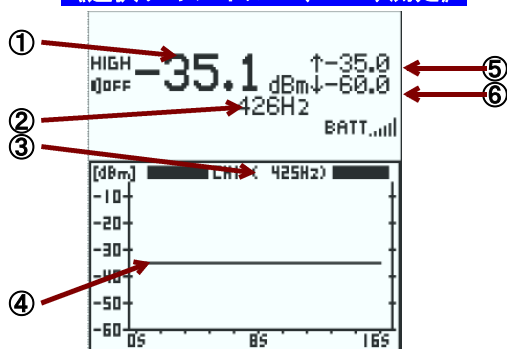 ①
HIGH -35.1 dBm ↑-35.0 ⑤
OFF ↓-60.0 ⑥
② 426Hz
③ BATT
[dBm] ( 425Hz)
-10
-20
-30
④ -40
-50
-60
0S 8S 16S